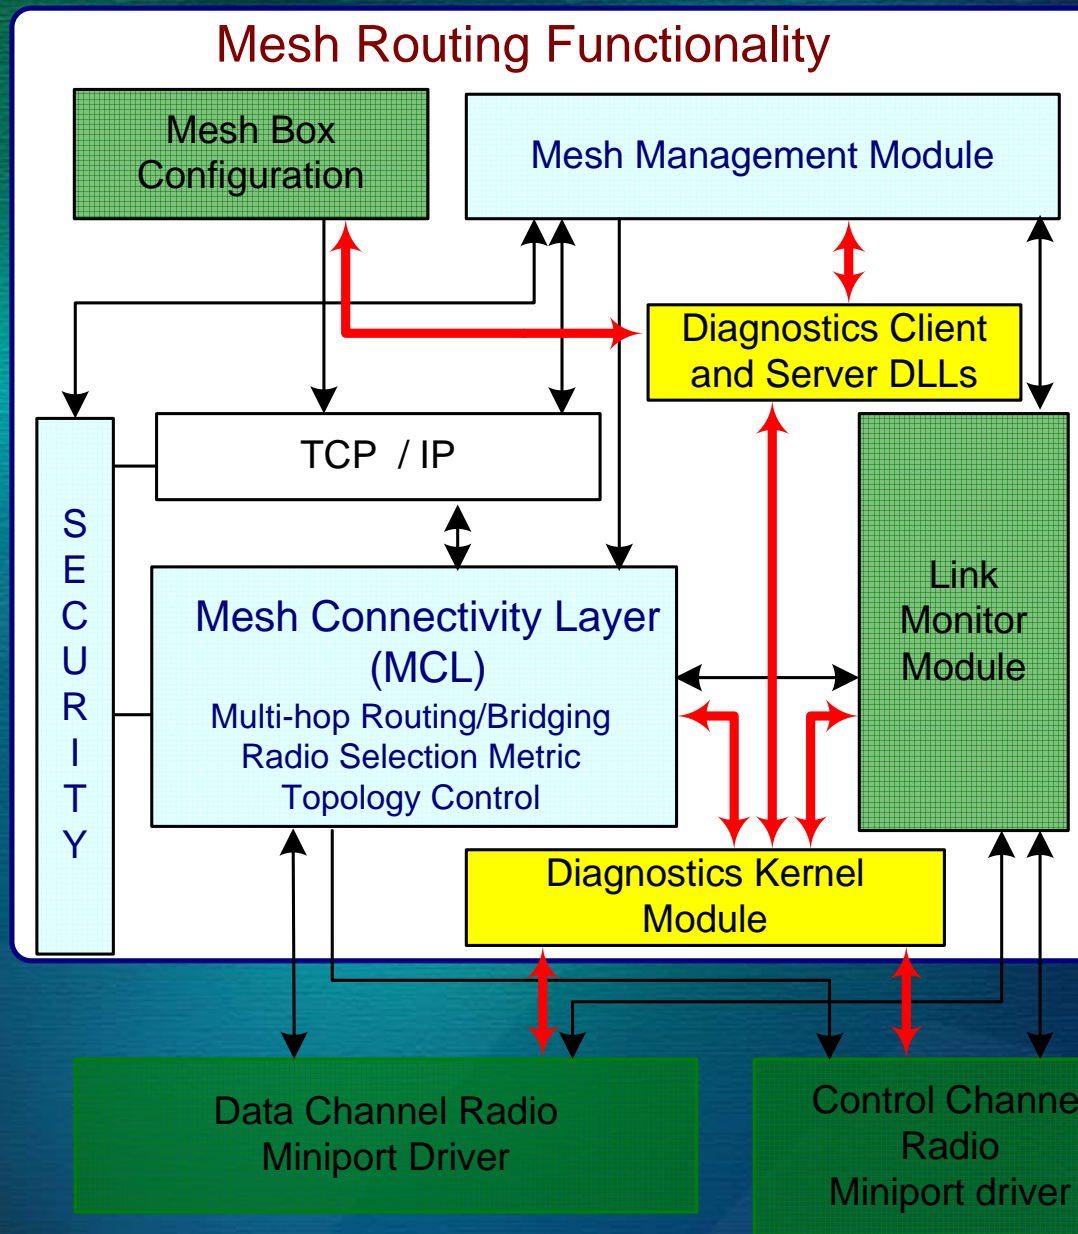 Mesh Routing Functionality
Mesh Box
Configuration
Mesh Management Module
Diagnostics Client
and Server DLLs
TCP / IP
S
E
C
U
R
I
T
Y
Mesh Connectivity Layer
(MCL)
Multi-hop Routing/Bridging
Radio Selection Metric
Topology Control
Link
Monitor
Module
Diagnostics Kernel
Module
Data Channel Radio
Miniport Driver
Control Channe
Radio
Miniport driver